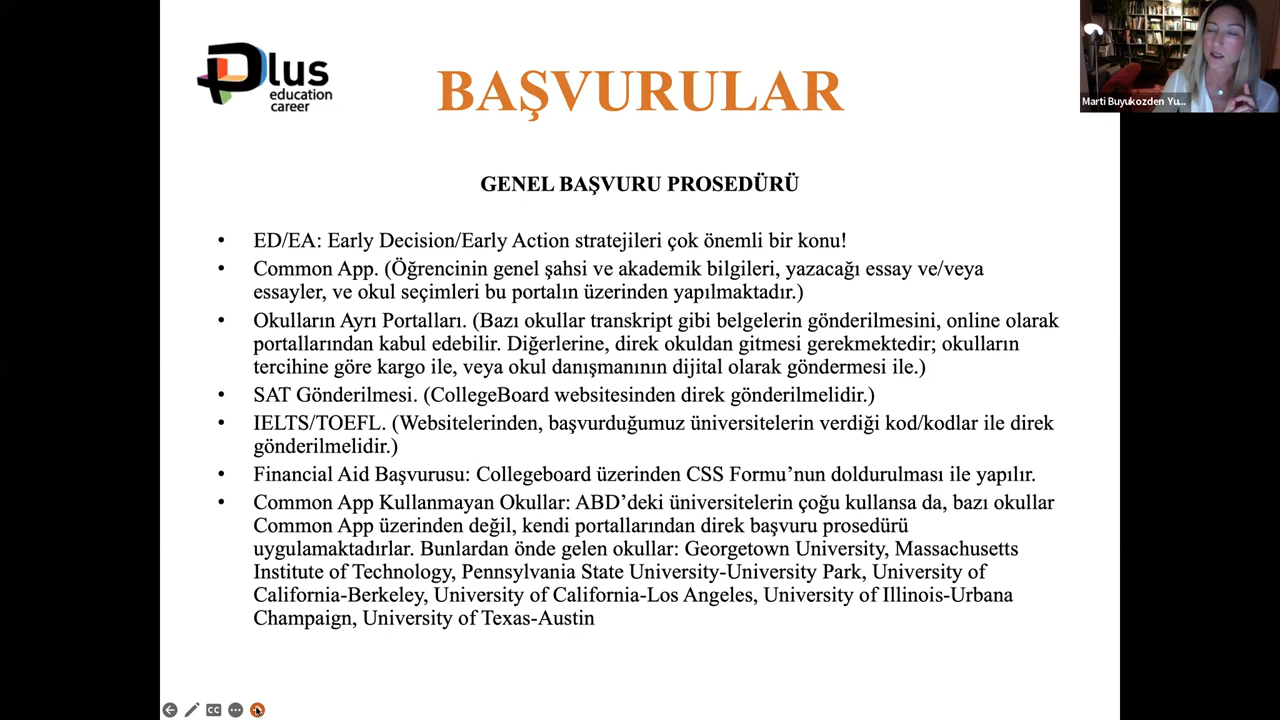 Plus
education
career
BAŞVURULAR
Marti Buyukozden Yu...
GENEL BAŞVURU PROSEDÜRÜ
• ED/EA: Early Decision/Early Action stratejileri çok önemli bir konu!
• Common App. (Öğrencinin genel şahsi ve akademik bilgileri, yazacağı essay ve/veya
essayler, ve okul seçimleri bu portalın üzerinden yapılmaktadır.)
• Okulların Ayrı Portalları. (Bazı okullar transkript gibi belgelerin gönderilmesini, online olarak
portallarından kabul edebilir. Diğerlerine, direk okuldan gitmesi gerekmektedir; okulların
tercihine göre kargo ile, veya okul danışmanının dijital olarak göndermesi ile.)
• SAT Gönderilmesi. (CollegeBoard websitesinden direk gönderilmelidir.)
• IELTS/TOEFL. (Websitelerinden, başvurduğumuz üniversitelerin verdiği kod/kodlar ile direk
gönderilmelidir.)
• Financial Aid Başvurusu: Collegeboard üzerinden CSS Formu’nun doldurulması ile yapılır.
• Common App Kullanmayan Okullar: ABD’deki üniversitelerin çoğu kullansa da, bazı okullar
Common App üzerinden değil, kendi portallarından direk başvuru prosedürü
uygulamaktadırlar. Bunlardan önde gelen okullar: Georgetown University, Massachusetts
Institute of Technology, Pennsylvania State University-University Park, University of
California-Berkeley, University of California-Los Angeles, University of Illinois-Urbana
Champaign, University of Texas-Austin
CC